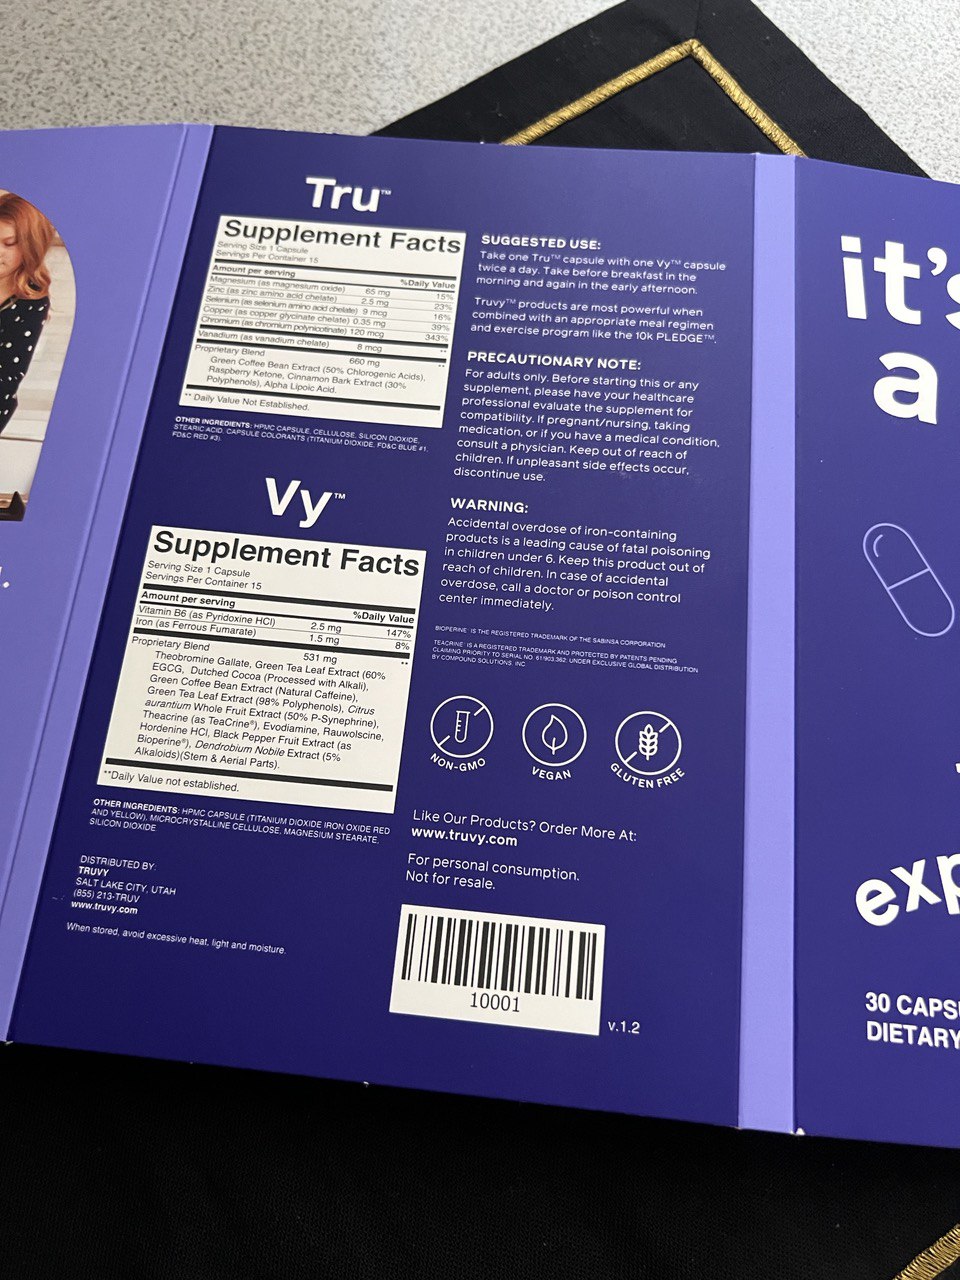 Tru™
Supplement Facts
Serving Size 1 Capsule
Servings Per Container 15
Amount per serving %Daily Value
Magnesium (as magnesium oxide) 65 mg 15%
Zinc (as zinc amino acid chelate) 2.5 mg 23%
Selenium (as selenium amino acid chelate) 9 mcg 16%
Copper (as copper glycinate chelate) 0.35 mg 39%
Chromium (as chromium polynicotinate) 120 mcg 343%
Vanadium (as vanadium chelate) 8 mcg **
Proprietary Blend 660 mg **
Green Coffee Bean Extract (50% Chlorogenic Acids),
Raspberry Ketone, Cinnamon Bark Extract (30%
Polyphenols), Alpha Lipoic Acid.
** Daily Value Not Established.
OTHER INGREDIENTS: HPMC CAPSULE, CELLULOSE, SILICON DIOXIDE,
STEARIC ACID, CAPSULE COLORANTS (TITANIUM DIOXIDE, FD&C BLUE #1,
FD&C RED #3).
Vy™
Supplement Facts
Serving Size 1 Capsule
Servings Per Container 15
Amount per serving %Daily Value
Vitamin B6 (as Pyridoxine HCl) 2.5 mg 147%
Iron (as Ferrous Fumarate) 1.5 mg 8%
Proprietary Blend 531 mg **
Theobromine Gallate, Green Tea Leaf Extract (60%
EGCG, Dutched Cocoa (Processed with Alkali),
Green Coffee Bean Extract (Natural Caffeine),
Green Tea Leaf Extract (98% Polyphenols), Citrus
aurantium Whole Fruit Extract (50% P-Synephrine),
Theacrine (as TeaCrine®), Evodiamine, Rauwolscine,
Hordenine HCl, Black Pepper Fruit Extract (as
Bioperine®), Dendrobium Nobile Extract (5%
Alkaloids)(Stem & Aerial Parts).
**Daily Value not established.
OTHER INGREDIENTS: HPMC CAPSULE (TITANIUM DIOXIDE IRON OXIDE RED
AND YELLOW), MICROCRYSTALLINE CELLULOSE, MAGNESIUM STEARATE,
SILICON DIOXIDE
DISTRIBUTED BY:
TRUVY
SALT LAKE CITY, UTAH
(855) 213-TRUV
www.truvy.com
When stored, avoid excessive heat, light and moisture.
SUGGESTED USE:
Take one Tru™ capsule with one Vy™ capsule
twice a day. Take before breakfast in the
morning and again in the early afternoon.
Truvy™ products are most powerful when
combined with an appropriate meal regimen
and exercise program like the 10k PLEDGE™.
PRECAUTIONARY NOTE:
For adults only. Before starting this or any
supplement, please have your healthcare
professional evaluate the supplement for
compatibility. If pregnant/nursing, taking
medication, or if you have a medical condition,
consult a physician. Keep out of reach of
children. If unpleasant side effects occur,
discontinue use.
WARNING:
Accidental overdose of iron-containing
products is a leading cause of fatal poisoning
in children under 6. Keep this product out of
reach of children. In case of accidental
overdose, call a doctor or poison control
center immediately.
BIOPERINE® IS THE REGISTERED TRADEMARK OF THE SABINSA CORPORATION
TEACRINE® IS A REGISTERED TRADEMARK AND PROTECTED BY PATENTS PENDING
CLAIMING PRIORITY TO SERIAL NO. 61/903,362, UNDER EXCLUSIVE GLOBAL DISTRIBUTION
BY COMPOUND SOLUTIONS, INC
NON-GMO
VEGAN
GLUTEN FREE
Like Our Products? Order More At:
www.truvy.com
For personal consumption.
Not for resale.
10001
v.1.2
it's
a
exp
30 CAPS
DIETARY